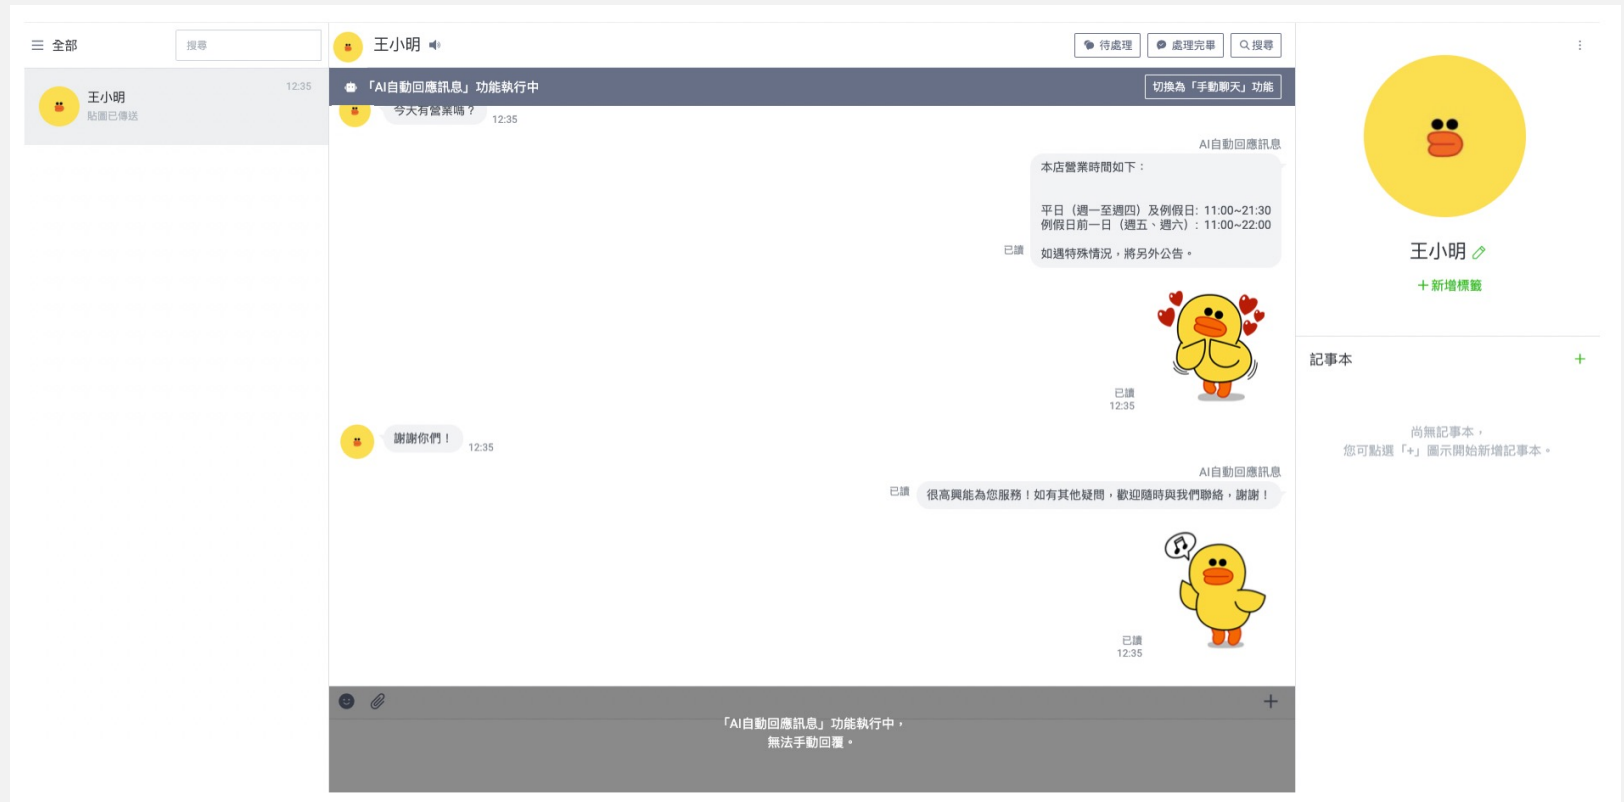 全部
搜尋
王小明
12:35
貼圖已傳送
王小明
待處理
處理完畢
搜尋
「AI自動回應訊息」功能執行中
切換為「手動聊天」功能
今天有營業嗎？
12:35
AI自動回應訊息
本店營業時間如下：
平日（週一至週四）及例假日: 11:00~21:30
例假日前一日（週五、週六）: 11:00~22:00
如遇特殊情況，將另外公告。
已讀
已讀
12:35
謝謝你們！
12:35
AI自動回應訊息
已讀
很高興能為您服務！如有其他疑問，歡迎隨時與我們聯絡，謝謝！
已讀
12:35
「AI自動回應訊息」功能執行中，
無法手動回覆。
王小明
＋新增標籤
記事本
+
尚無記事本，
您可點選「+」圖示開始新增記事本。